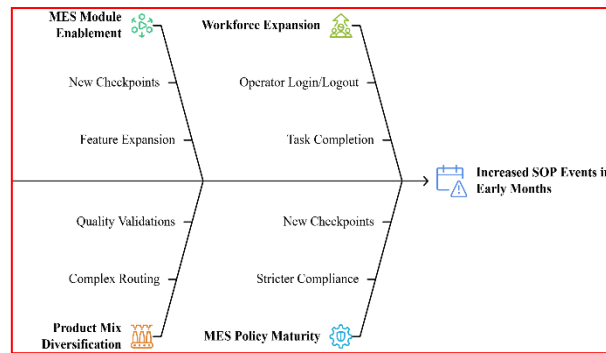 MES Module
Enablement
New Checkpoints
Feature Expansion
Workforce Expansion
Operator Login/Logout
Task Completion
Increased SOP Events in
Early Months
Quality Validations
Complex Routing
Product Mix
Diversification
New Checkpoints
Stricter Compliance
MES Policy Maturity